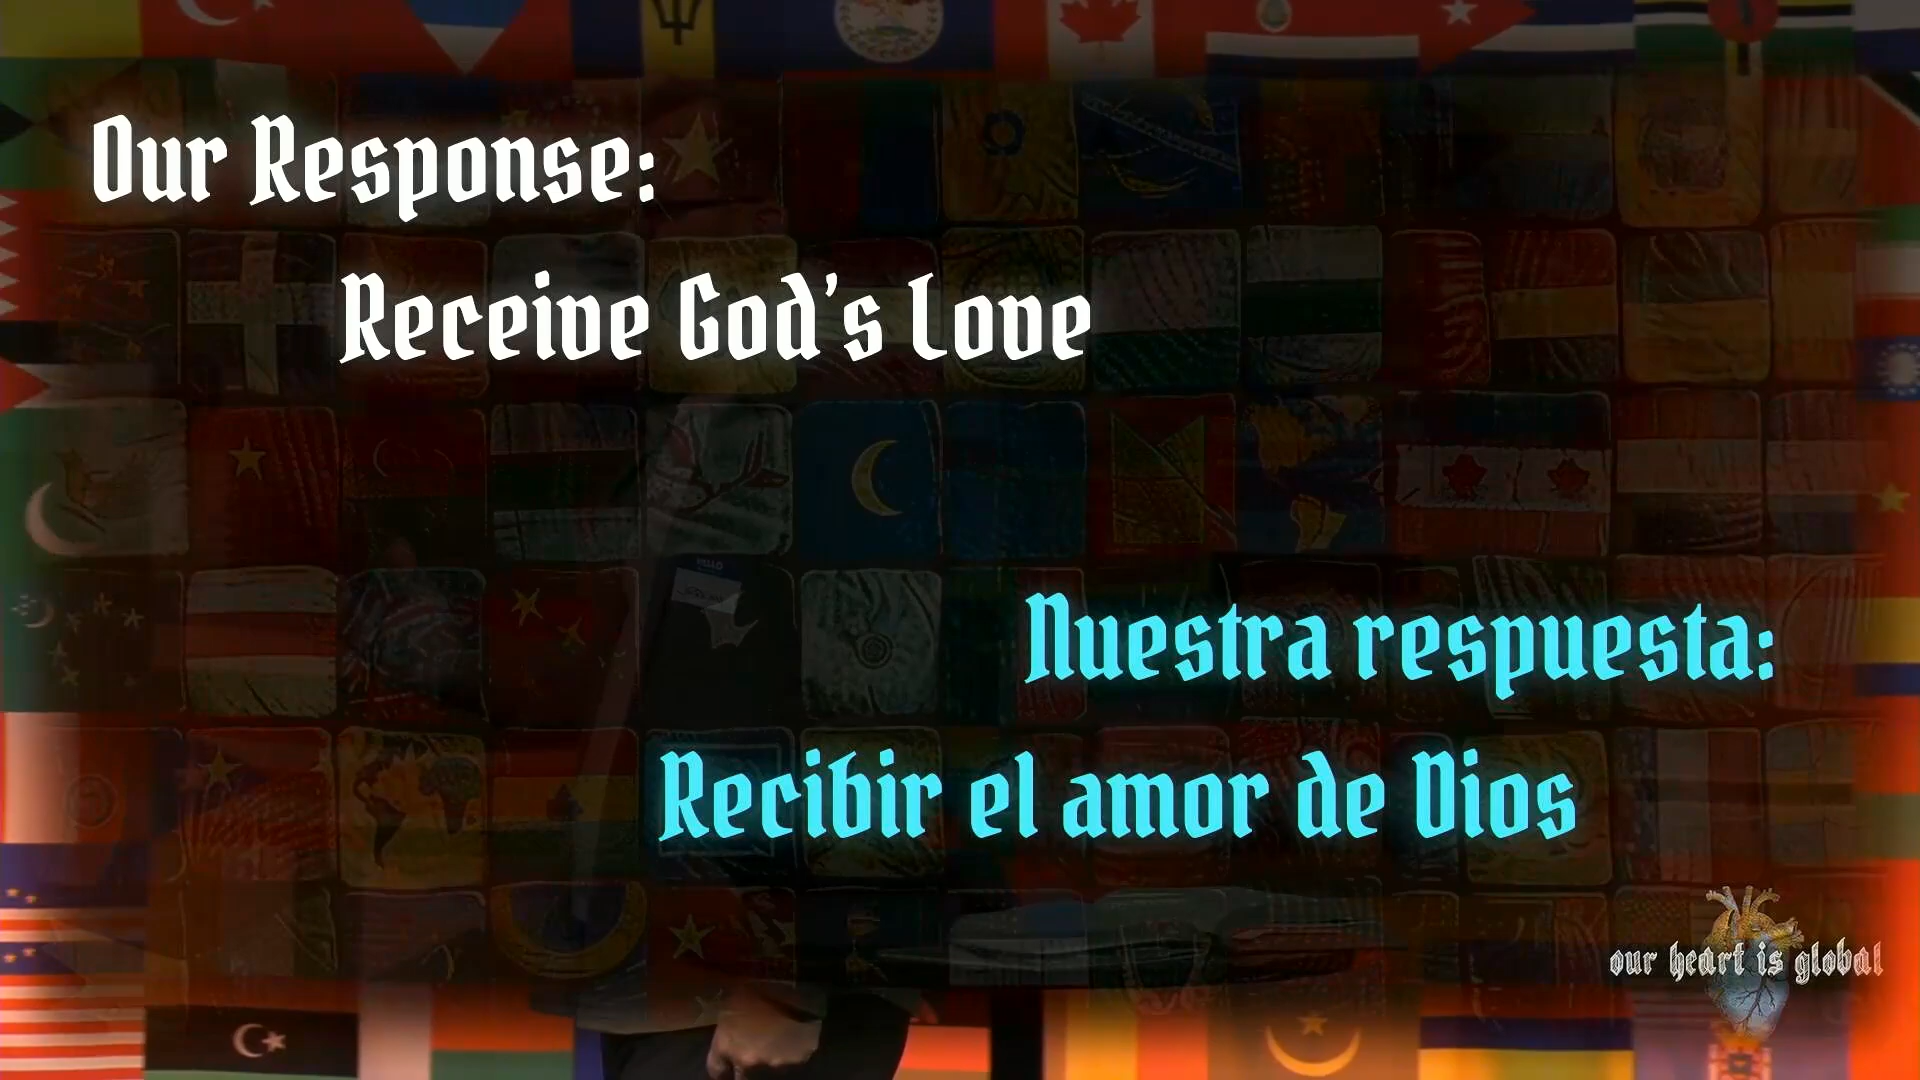 Our Response:
Receive God's Love
Nuestra respuesta:
Recibir el amor de Dios
our heart is global